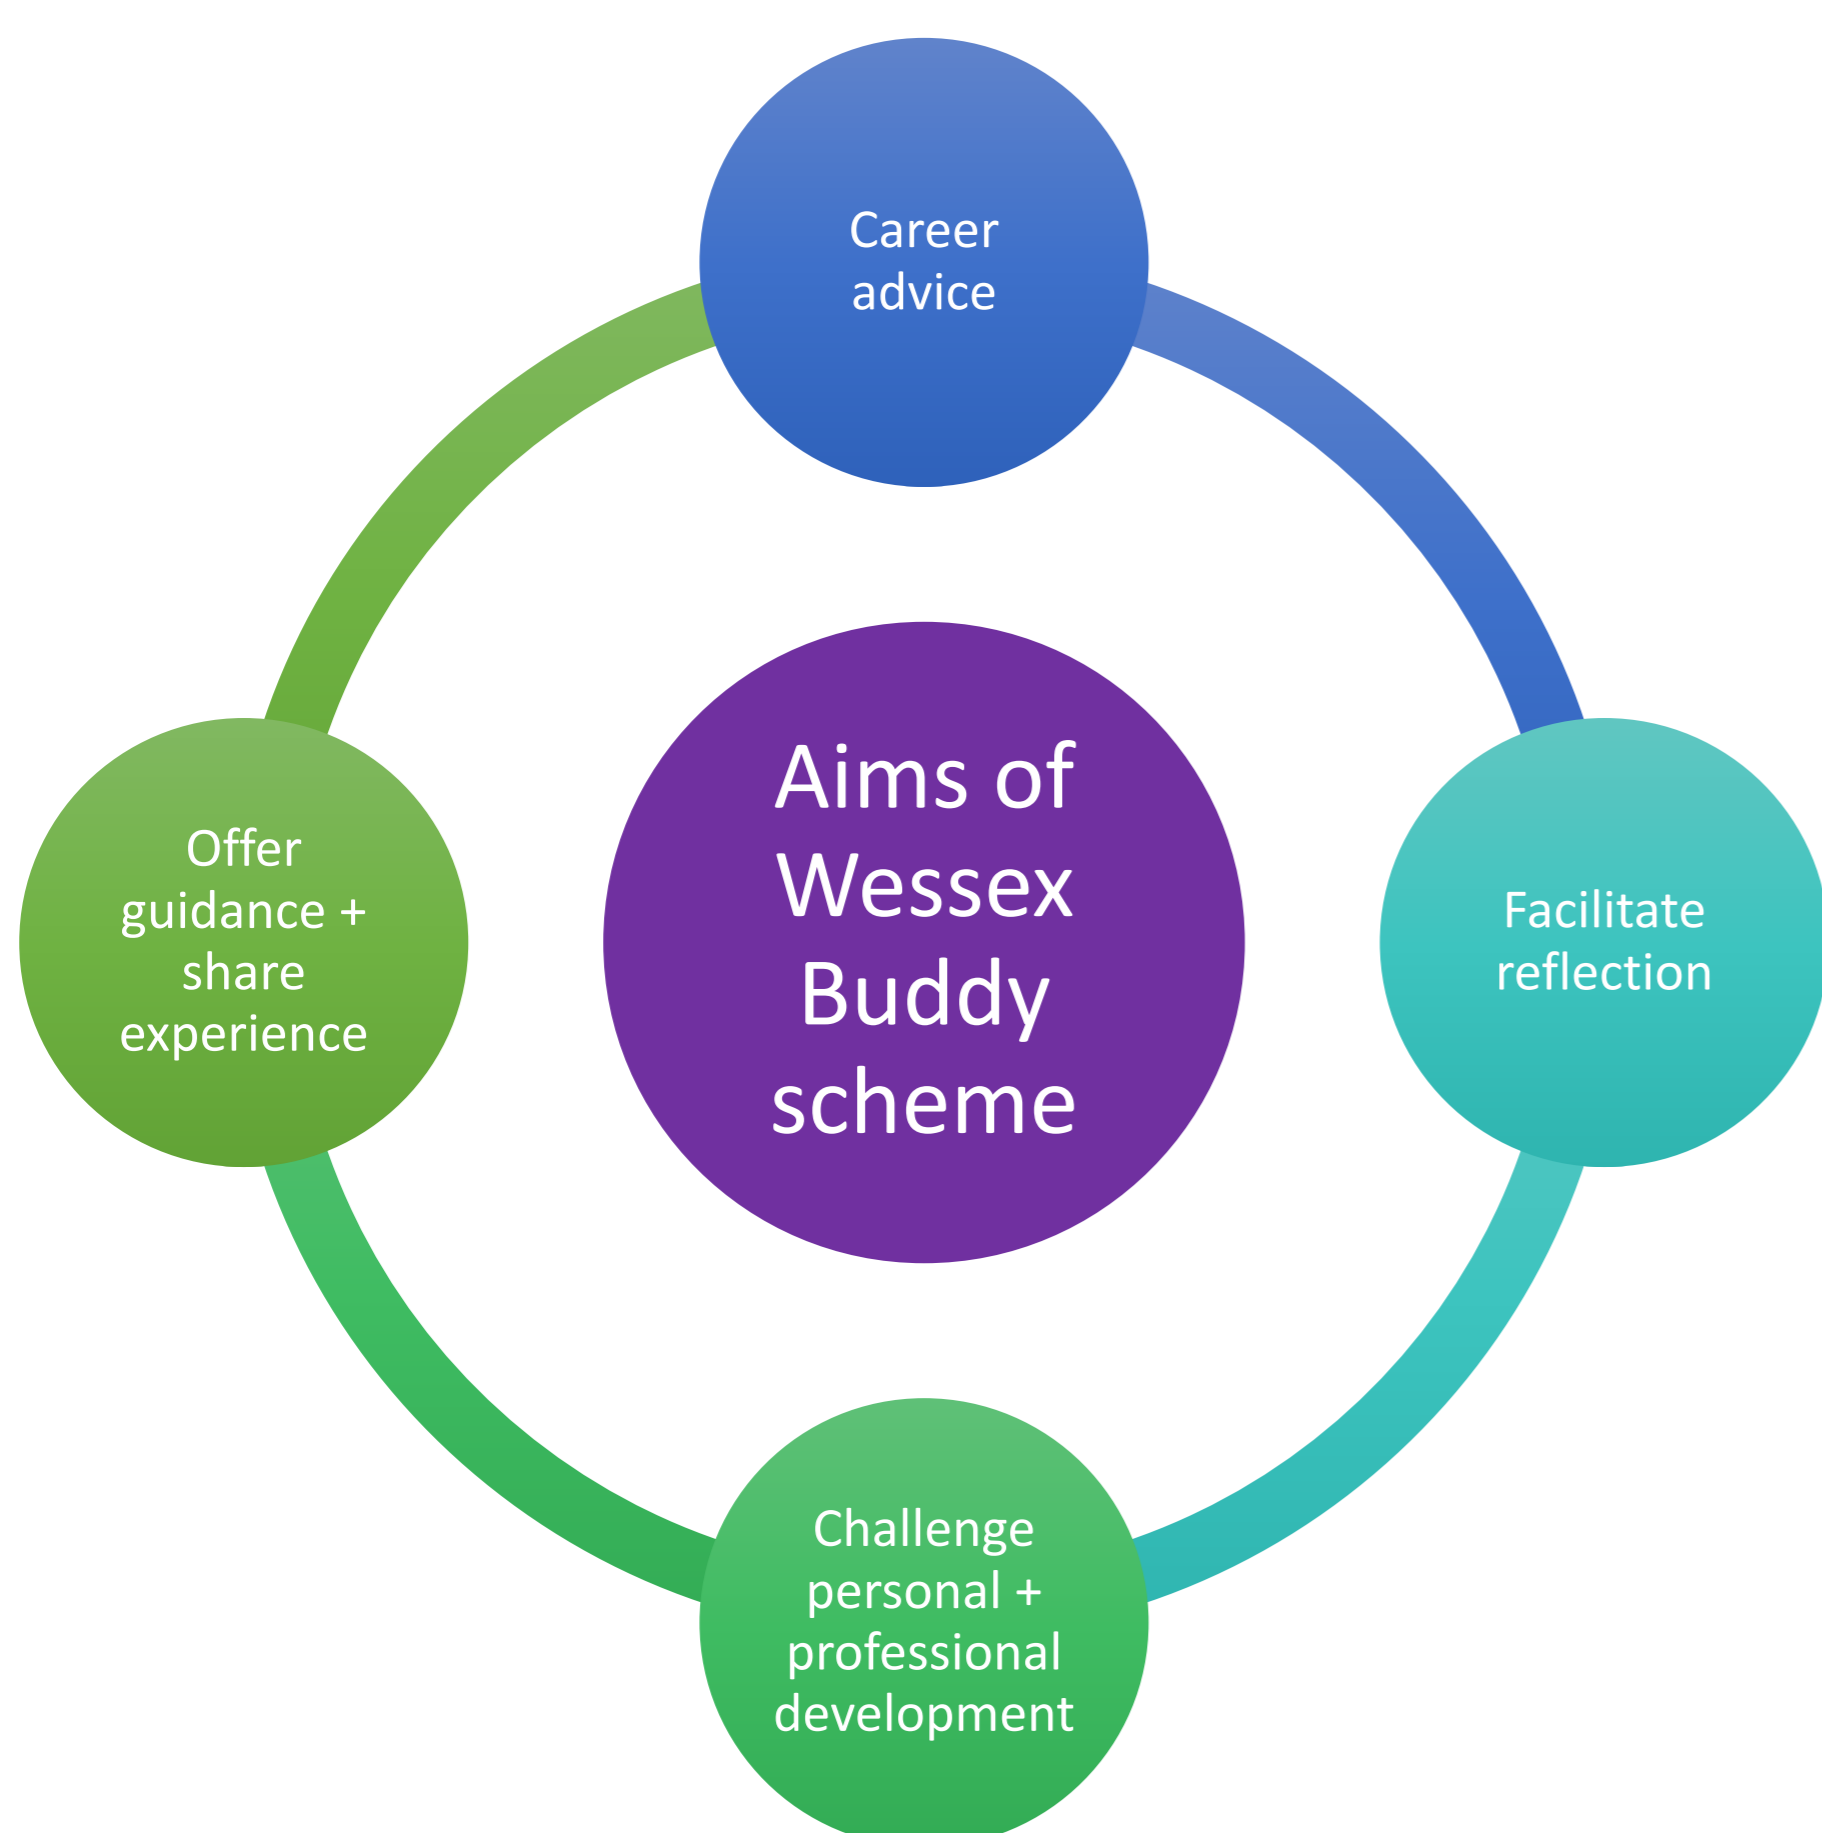 Career
advice
Aims of
Wessex
Buddy
scheme
Offer
guidance +
share
experience
Facilitate
reflection
Challenge
personal +
professional
development